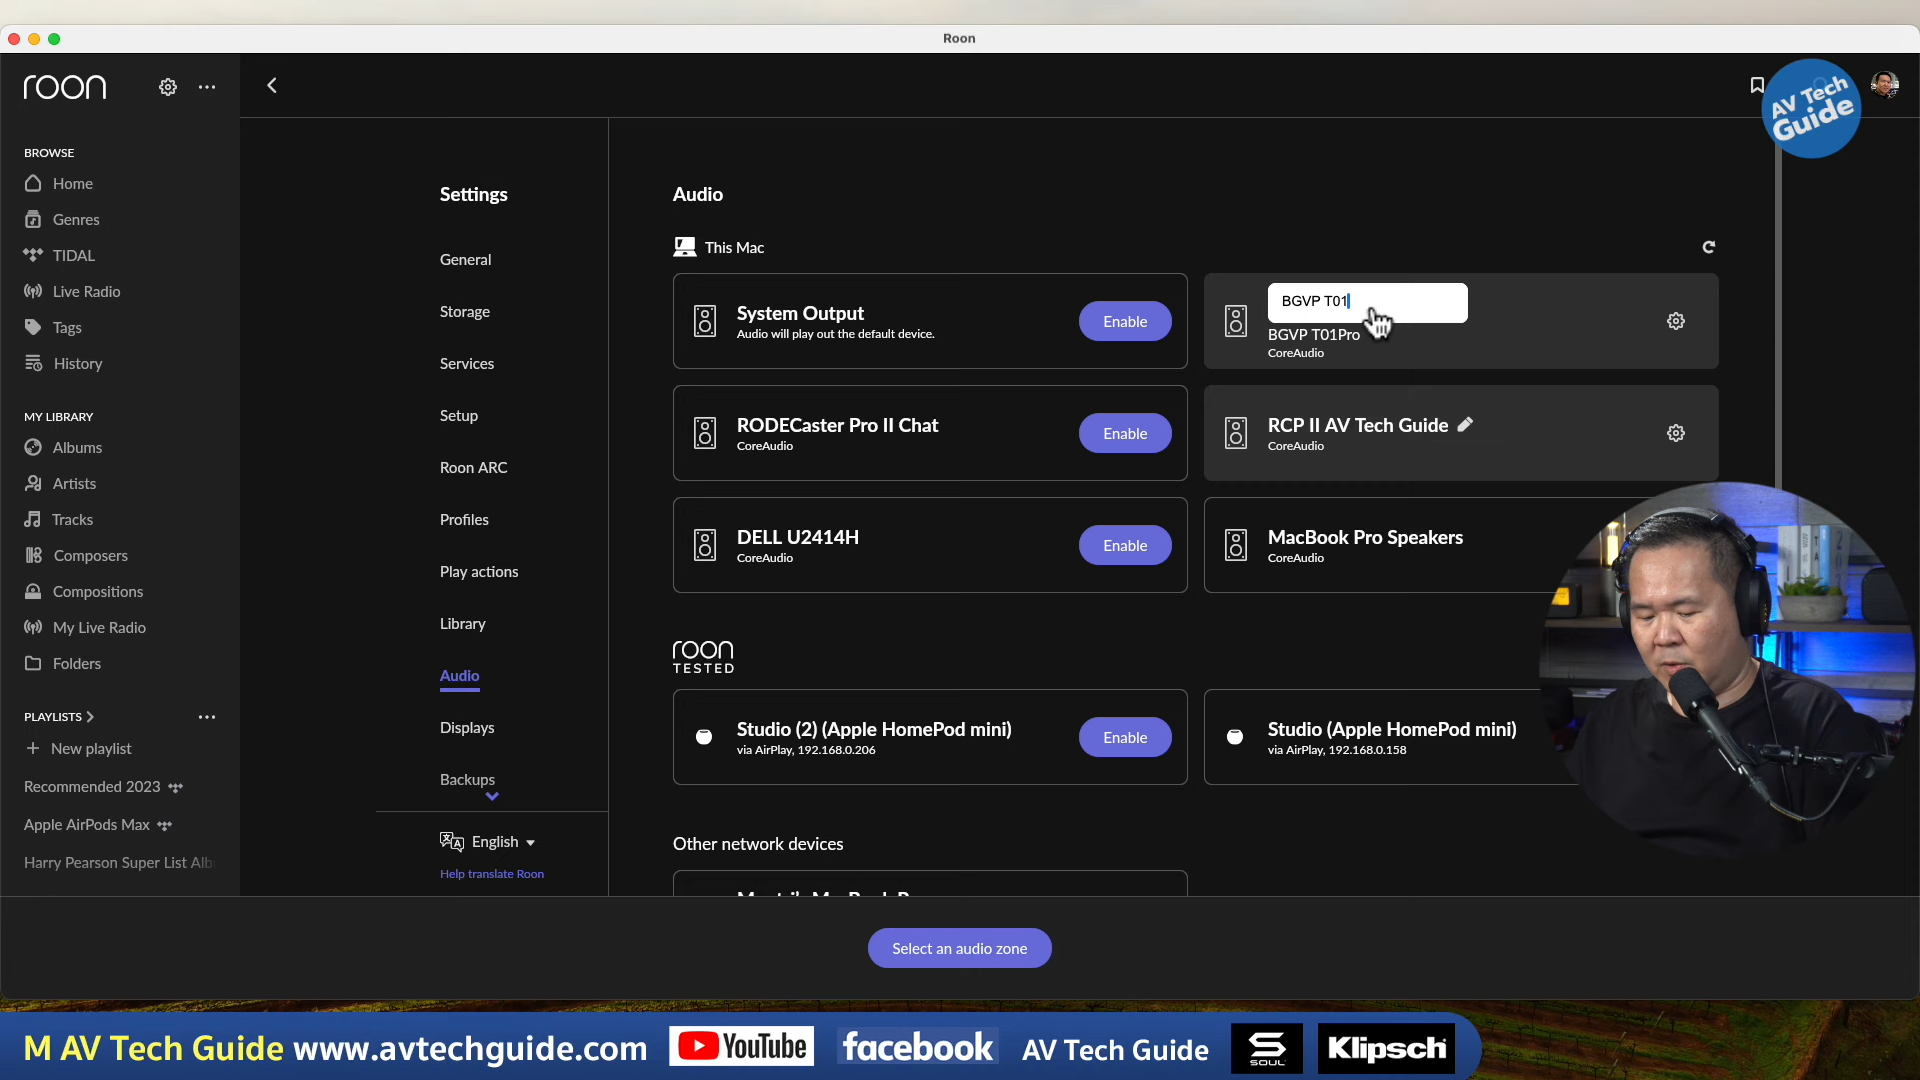 Roon
roon
AV Tech
Guide
BROWSE
Home
Genres
TIDAL
Live Radio
Tags
History
MY LIBRARY
Albums
Artists
Tracks
Composers
Compositions
My Live Radio
Folders
PLAYLISTS
New playlist
Recommended 2023
Apple AirPods Max
Harry Pearson Super List Alb
Settings
General
Storage
Services
Setup
Roon ARC
Profiles
Play actions
Library
Audio
Displays
Backups
English
Help translate Roon
Audio
This Mac
System Output
Audio will play out the default device.
Enable
BGVP T01
BGVP T01Pro
CoreAudio
RODECaster Pro II Chat
CoreAudio
Enable
RCP II AV Tech Guide
CoreAudio
DELL U2414H
CoreAudio
Enable
MacBook Pro Speakers
CoreAudio
roon
TESTED
Studio (2) (Apple HomePod mini)
via AirPlay, 192.168.0.206
Enable
Studio (Apple HomePod mini)
via AirPlay, 192.168.0.158
Other network devices
Select an audio zone
M AV Tech Guide www.avtechguide.com YouTube facebook AV Tech Guide S SOUL Klipsch